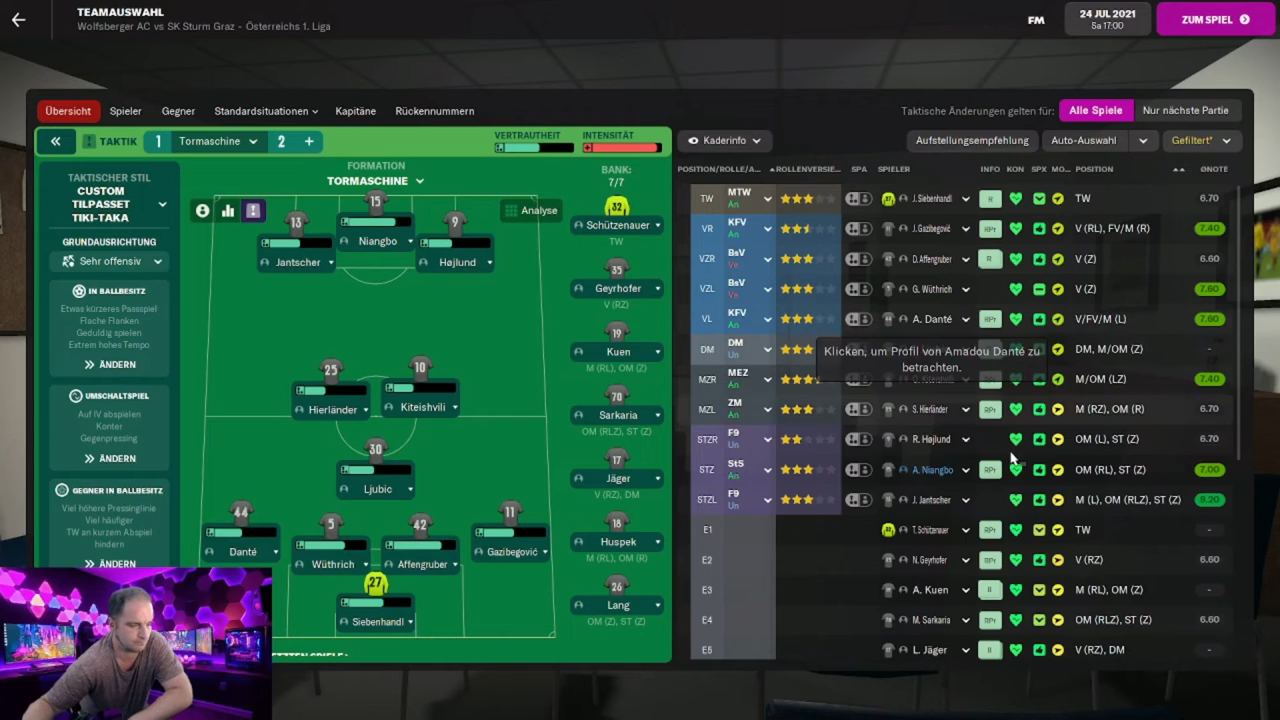 TEAMAUSWAHL
Wolfsberger AC vs SK Sturm Graz - Österreichs 1. Liga
FM
24 JUL 2021
Sa 17:00
ZUM SPIEL
Übersicht
Spieler
Gegner
Standardsituationen
Kapitäne
Rückennummern
Taktische Änderungen gelten für:
Alle Spiele
Nur nächste Partie
TAKTIK
1
Tormaschine
2
+
VERTRAUTHEIT
INTENSITÄT
Kaderinfo
Aufstellungsempfehlung
Auto-Auswahl
Gefiltert*
TAKTISCHER STIL
CUSTOM
TILPASSET
TIKI-TAKA
GRUNDAUSRICHTUNG
Sehr offensiv
IN BALLBESITZ
Etwas kürzeres Passspiel
Flache Flanken
Geduldig spielen
Extrem hohes Tempo
ÄNDERN
UMSCHALTSPIEL
Auf IV abspielen
Konter
Gegenpressing
ÄNDERN
GEGNER IN BALLBESITZ
Viel höhere Pressinglinie
Viel häufiger
TW an kurzem Abspiel
hindern
ÄNDERN
FORMATION
TORMASCHINE
Analyse
13
Jantscher
15
Niangbo
9
Højlund
25
Hierländer
10
Kiteishvili
30
Ljubic
44
Danté
5
Wüthrich
42
Affengruber
11
Gazibegović
27
Siebenhandl
BANK:
7/7
32
Schützenauer
TW
35
Geyrhofer
V (RZ)
19
Kuen
M (RL), OM (Z)
70
Sarkaria
OM (RLZ), ST (Z)
17
Jäger
V (RZ), DM
18
Huspek
M (RL), OM (R)
26
Lang
OM (Z), ST (Z)
POSITION/ROLLE/A... ROLLENVERSIE... SPA SPIELER INFO KON SPX MO... POSITION ØNOTE
TW MTW An J. Siebenhandl R TW 6.70
VR KFV An J. Gazibegović RPr V (RL), FV/M (R) 7.40
VZR BsV Ve D. Affengruber R V (Z) 6.60
VZL BsV Ve G. Wüthrich V (Z) 7.60
VL KFV An A. Danté RPr V/FV/M (L) 7.60
DM DM Un DM, M/OM (Z) -
Klicken, um Profil von Amadou Danté zu
betrachten.
MZR MEZ An M/OM (LZ) 7.40
MZL ZM An S. Hierländer RPr M (RZ), OM (R) 6.70
STZR F9 Un R. Højlund OM (L), ST (Z) 6.70
STZ StS An A. Niangbo RPr OM (RL), ST (Z) 7.00
STZL F9 Un J. Jantscher M (L), OM (RLZ), ST (Z) 9.20
E1 T. Schützenauer RPr TW -
E2 N. Geyrhofer RPr V (RZ) 6.60
E3 A. Kuen II M (RL), OM (Z) -
E4 M. Sarkaria RPr OM (RLZ), ST (Z) 6.60
E5 L. Jäger II V (RZ), DM -